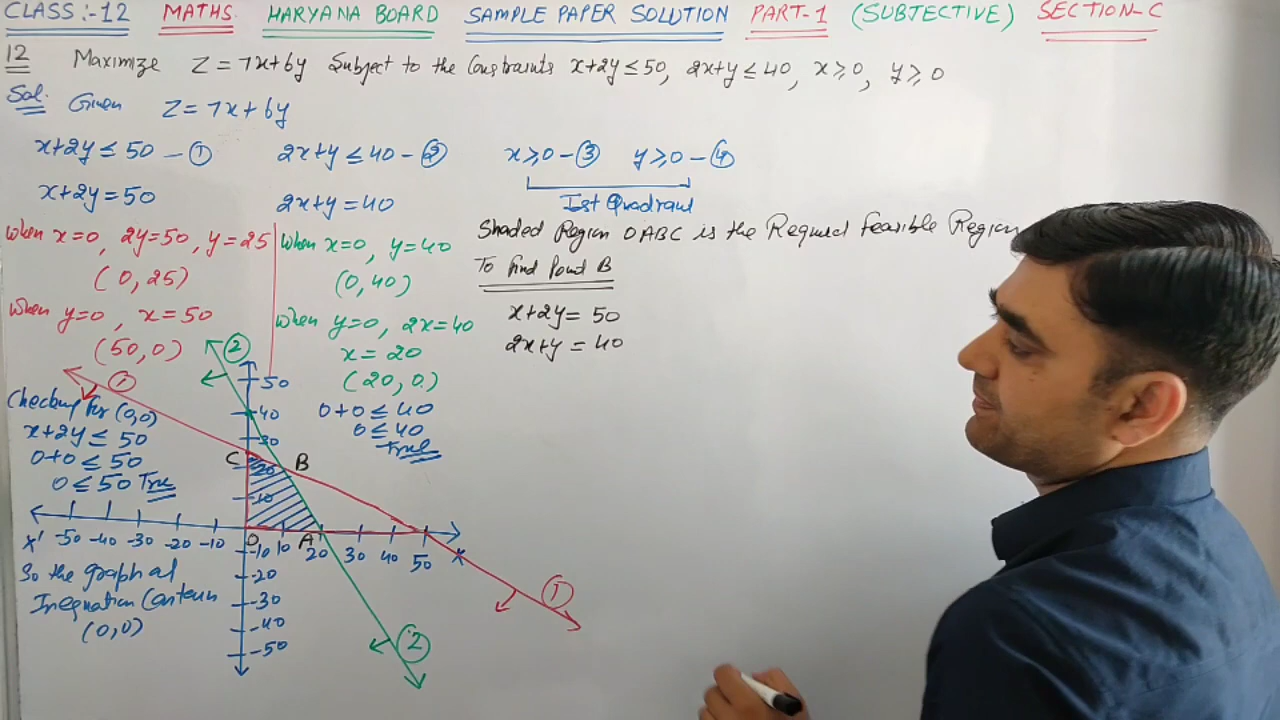 CLASS :- 12 MATHS HARYANA BOARD SAMPLE PAPER SOLUTION PART-1 (SUBJECTIVE) SECTION-C
12 Maximize Z = 7x+6y Subject to the Constraints x+2y ≤ 50, 2x+y ≤ 40, x ≥ 0, y ≥ 0
Sol. Given Z = 7x+6y
x+2y ≤ 50 - ① 2x+y ≤ 40 - ② x ≥ 0 - ③ y ≥ 0 - ④
x+2y = 50
2x+y = 40
Ist Quadrant
when x=0, 2y=50, y=25
(0,25)
when y=0, x=50
(50,0)
when x=0, y=40
(0,40)
when y=0, 2x=40
x = 20
(20,0)
0+0 ≤ 40
0 ≤ 40
True
Shaded Region OABC is the Required Feasible Region
To find Point B
x+2y = 50
2x+y = 40
Checking for (0,0)
x+2y ≤ 50
0+0 ≤ 50
0 ≤ 50 True
So the graph of
Inequation Contain
(0,0)
① ②
50
40
30
C 20 B
10
X' -50 -40 -30 -20 -10 O 10 A 20 30 40 50 X
-10
-20
-30
-40
-50
① ②